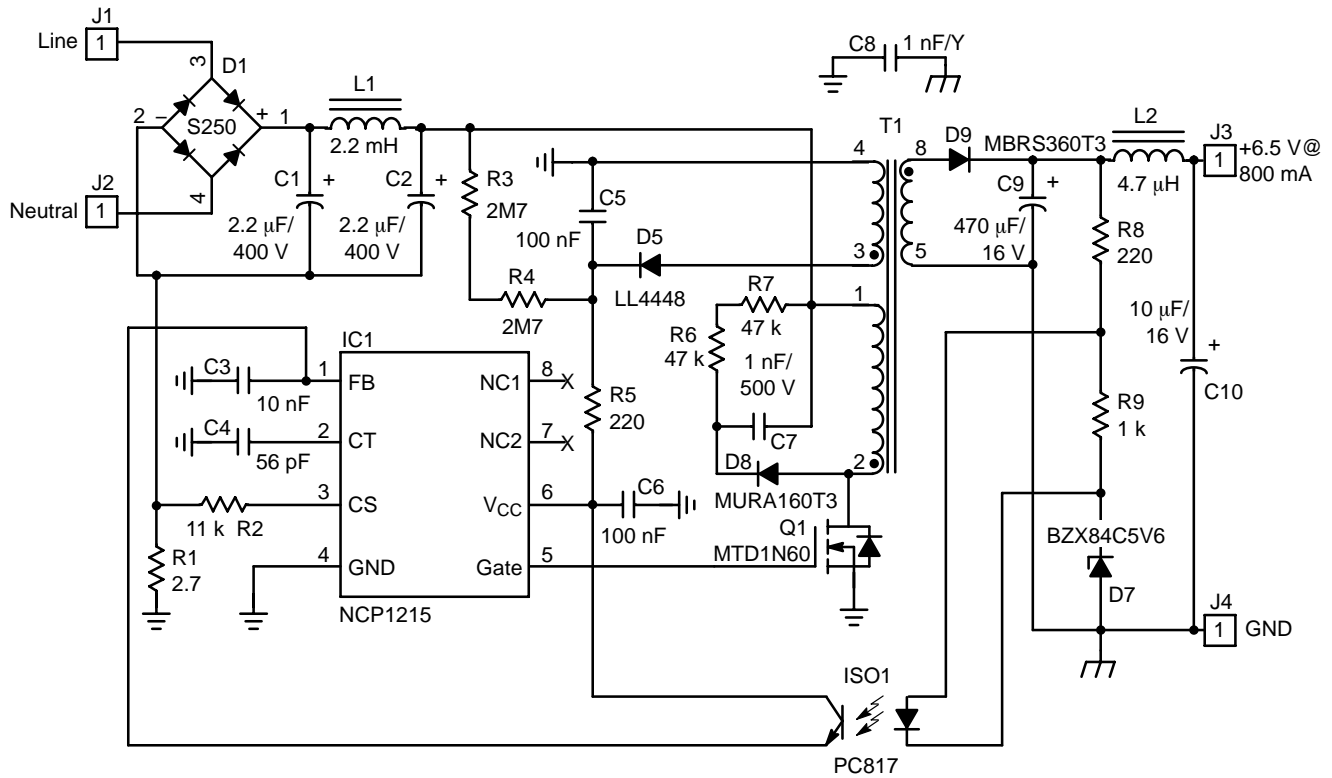 J1
Line
1
3
D1
2
–
S250
+
1
4
J2
Neutral
1
L1
2.2 mH
C1
+
2.2 µF/
400 V
C2
+
2.2 µF/
400 V
R3
2M7
R4
2M7
C5
100 nF
D5
LL4448
C8
1 nF/Y
T1
4
3
1
2
8
5
D9
MBRS360T3
L2
4.7 µH
J3
1
+6.5 V@
800 mA
C9
+
470 µF/
16 V
R8
220
10 µF/
16 V
+
C10
R9
1 k
BZX84C5V6
D7
J4
1
GND
R7
47 k
R6
47 k
1 nF/
500 V
C7
D8
MURA160T3
Q1
MTD1N60
R5
220
C6
100 nF
IC1
C3
10 nF
1
FB
NC1
8
X
C4
56 pF
2
CT
NC2
7
X
11 k
R2
3
CS
VCC
6
4
GND
Gate
5
NCP1215
R1
2.7
ISO1
PC817